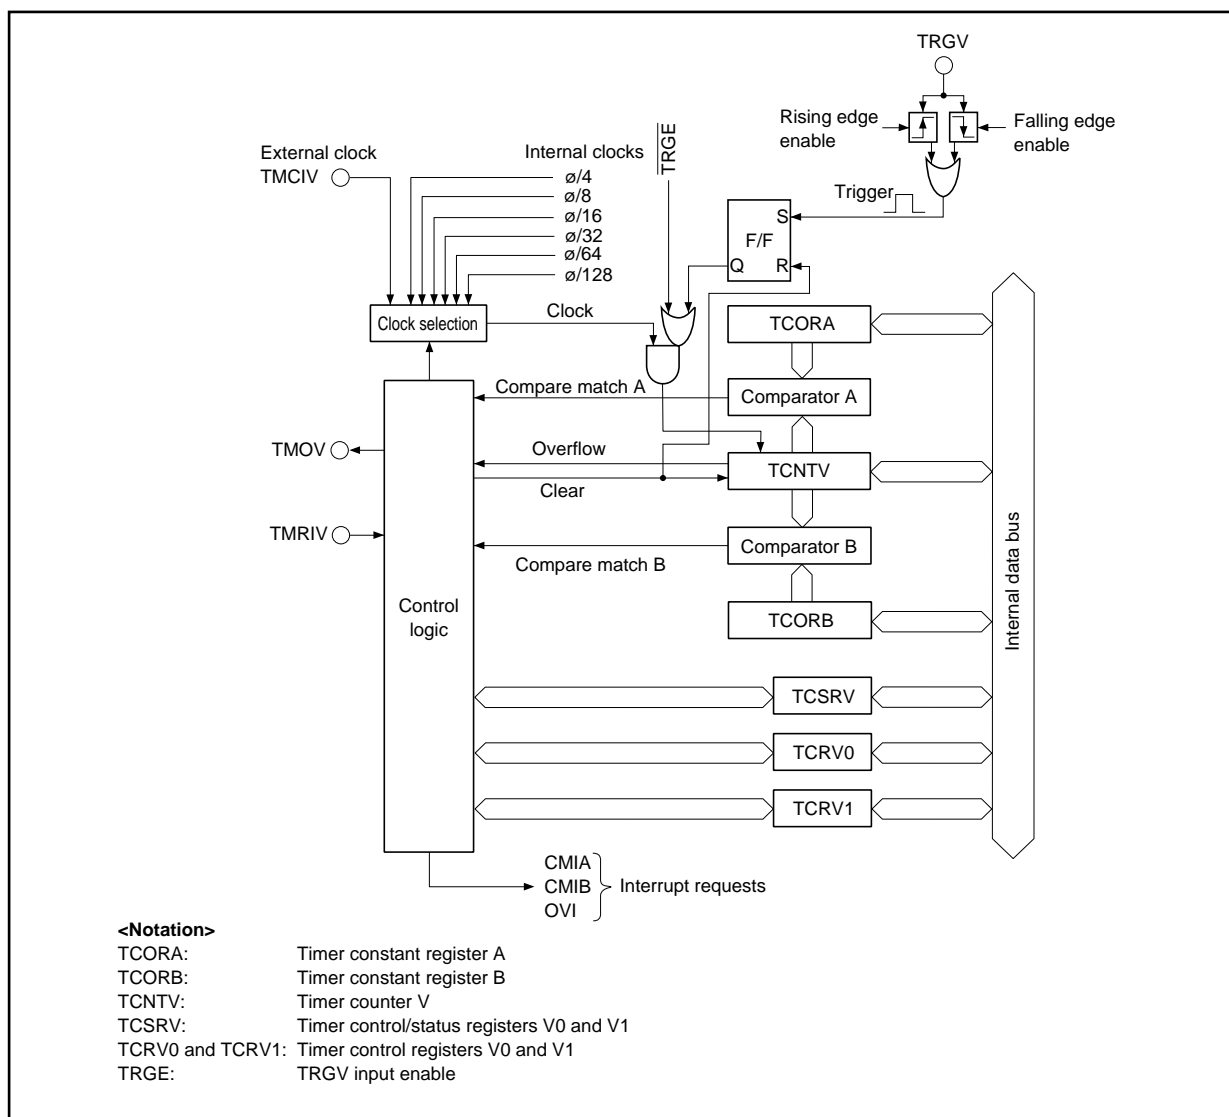 TRGV
Rising edge
enable
Falling edge
enable
External clock
TMCIV
Internal clocks
ø/4
ø/8
ø/16
ø/32
ø/64
ø/128
TRGE
Trigger
S
F/F
Q
R
Clock selection
Clock
TCORA
Compare match A
Comparator A
TMOV
Overflow
TCNTV
Clear
TMRIV
Comparator B
Compare match B
Control
logic
TCORB
Internal data bus
TCSRV
TCRV0
TCRV1
CMIA
CMIB
OVI
Interrupt requests
<Notation>
TCORA: Timer constant register A
TCORB: Timer constant register B
TCNTV: Timer counter V
TCSRV: Timer control/status registers V0 and V1
TCRV0 and TCRV1: Timer control registers V0 and V1
TRGE: TRGV input enable